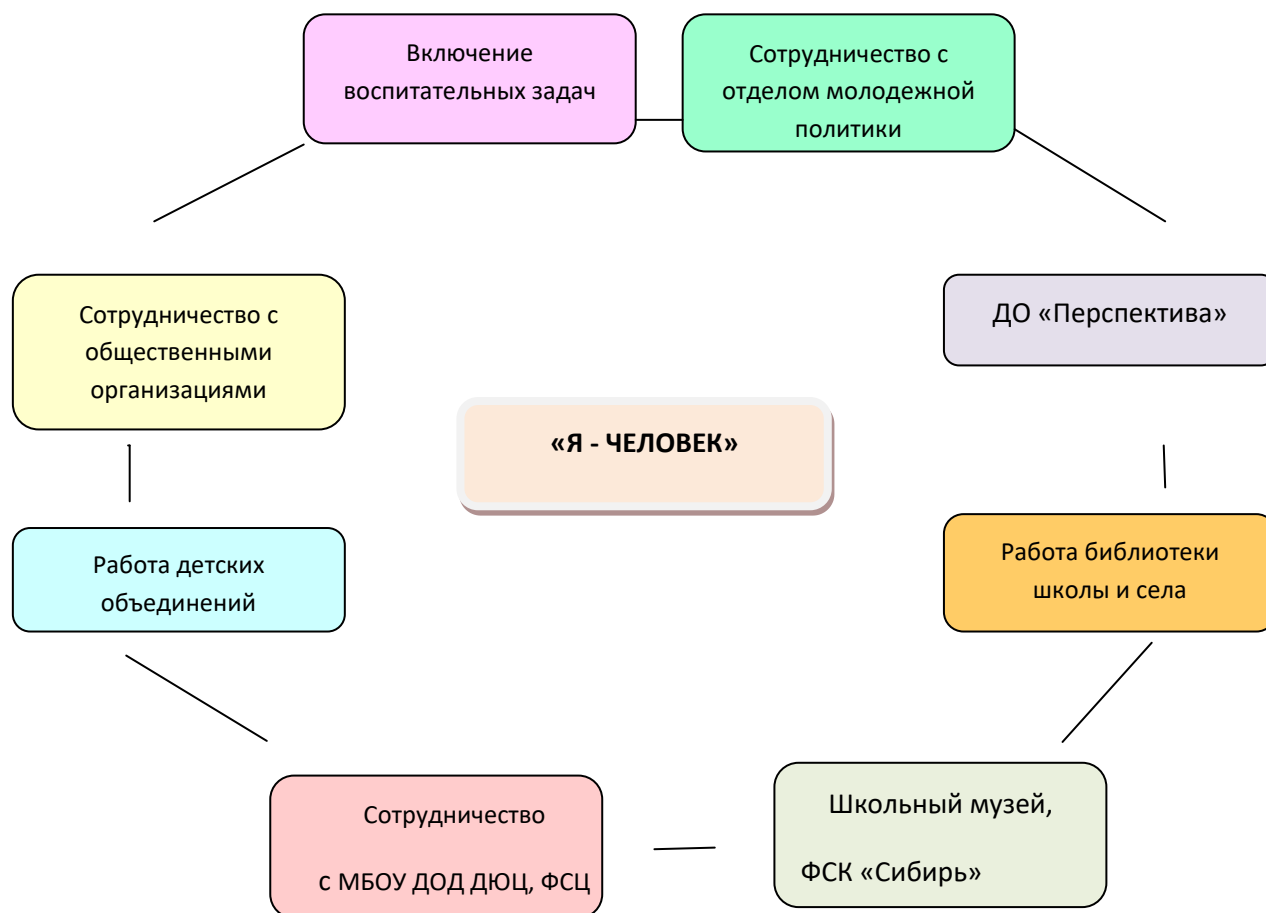 Включение
воспитательных задач
Сотрудничество с
отделом молодежной
политики
Сотрудничество с
общественными
организациями
ДО «Перспектива»
«Я - ЧЕЛОВЕК»
Работа детских
объединений
Работа библиотеки
школы и села
Сотрудничество
с МБОУ ДОД ДЮЦ, ФСЦ
Школьный музей,
ФСК «Сибирь»